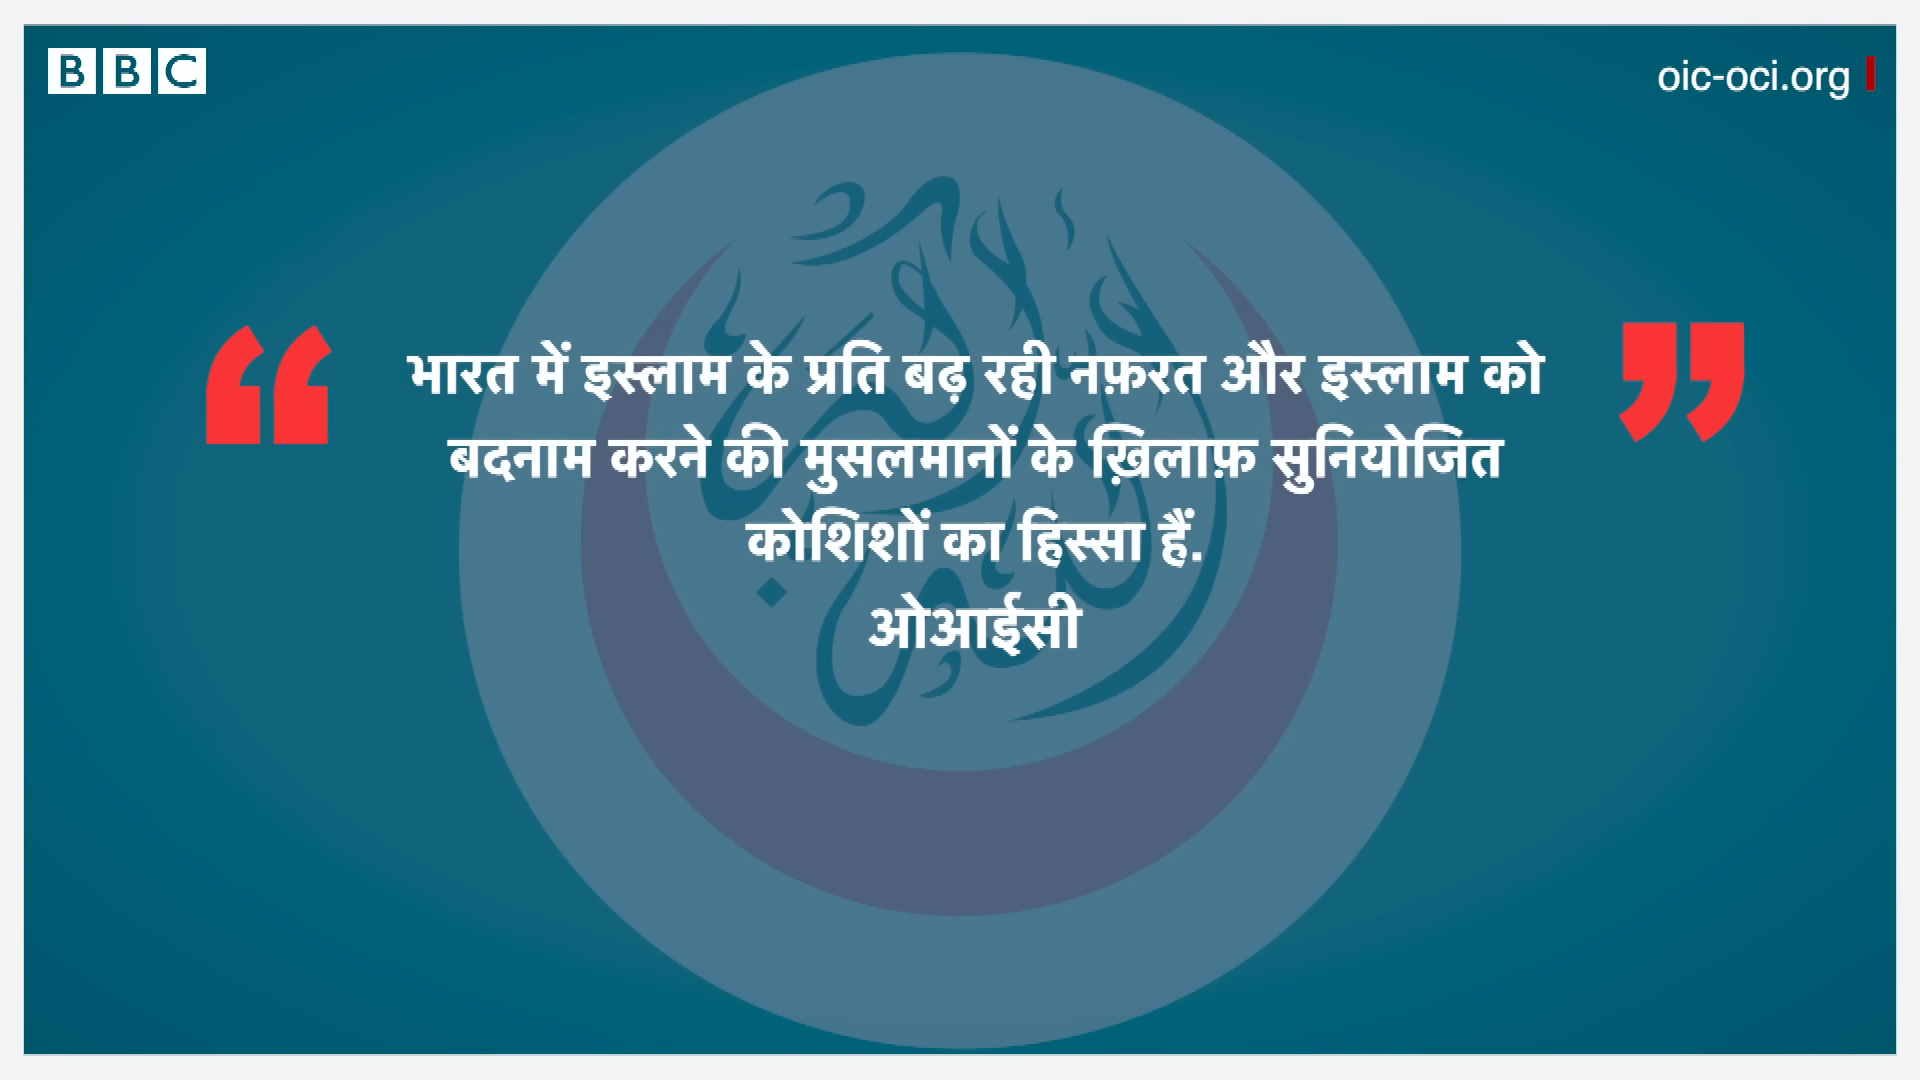 BBC
oic-oci.org
“ भारत में इस्लाम के प्रति बढ़ रही नफ़रत और इस्लाम को ”
बदनाम करने की मुसलमानों के ख़िलाफ़ सुनियोजित
कोशिशों का हिस्सा हैं.
ओआईसी